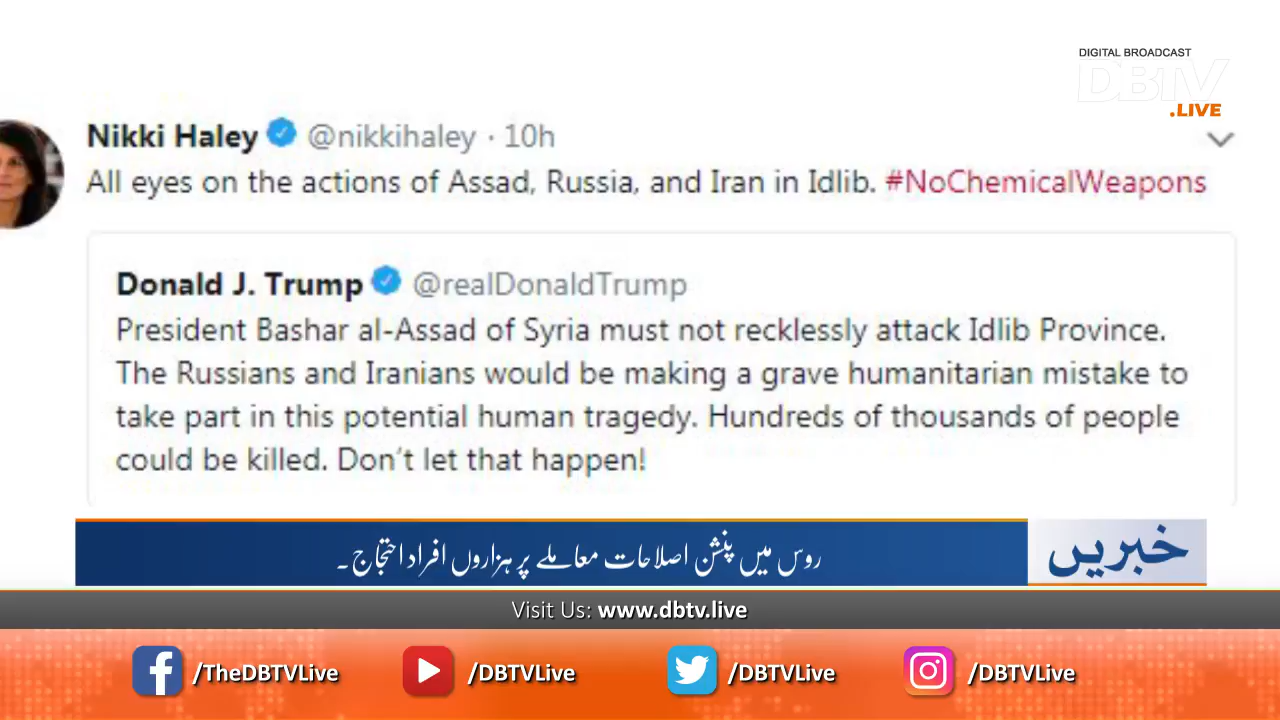 DIGITAL BROADCAST
DBTV
.LIVE
Nikki Haley @nikkihaley · 10h
All eyes on the actions of Assad, Russia, and Iran in Idlib. #NoChemicalWeapons
Donald J. Trump @realDonaldTrump
President Bashar al-Assad of Syria must not recklessly attack Idlib Province.
The Russians and Iranians would be making a grave humanitarian mistake to
take part in this potential human tragedy. Hundreds of thousands of people
could be killed. Don't let that happen!
خبریں
روس میں پنشن اصلاحات معاملے پر ہزاروں افراد احتجاج۔
Visit Us: www.dbtv.live
/TheDBTVLive /DBTVLive /DBTVLive /DBTVLive